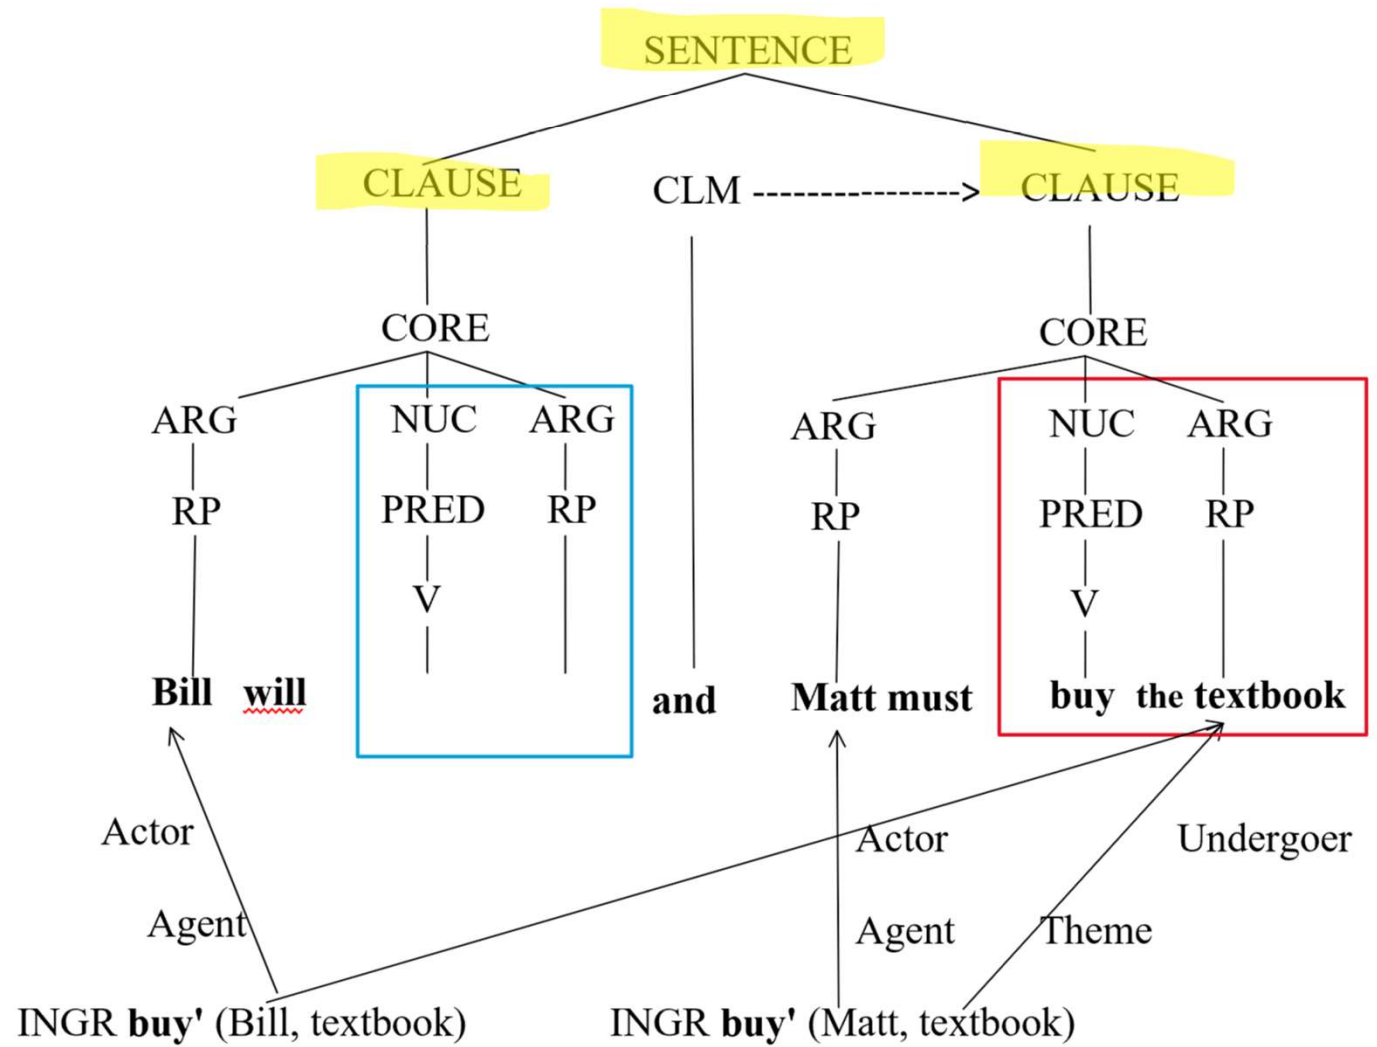 SENTENCE
CLAUSE CLM ---------------> CLAUSE
CORE CORE
ARG NUC ARG ARG NUC ARG
RP PRED RP RP PRED RP
V V
Bill will and Matt must buy the textbook
Actor Actor Undergoer
Agent Agent Theme
INGR buy' (Bill, textbook) INGR buy' (Matt, textbook)